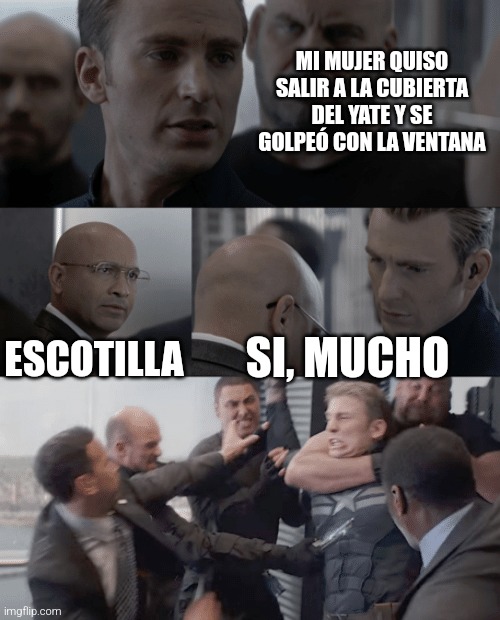 MI MUJER QUISO
SALIR A LA CUBIERTA
DEL YATE Y SE
GOLPEÓ CON LA VENTANA
ESCOTILLA
SI, MUCHO
imgflip.com